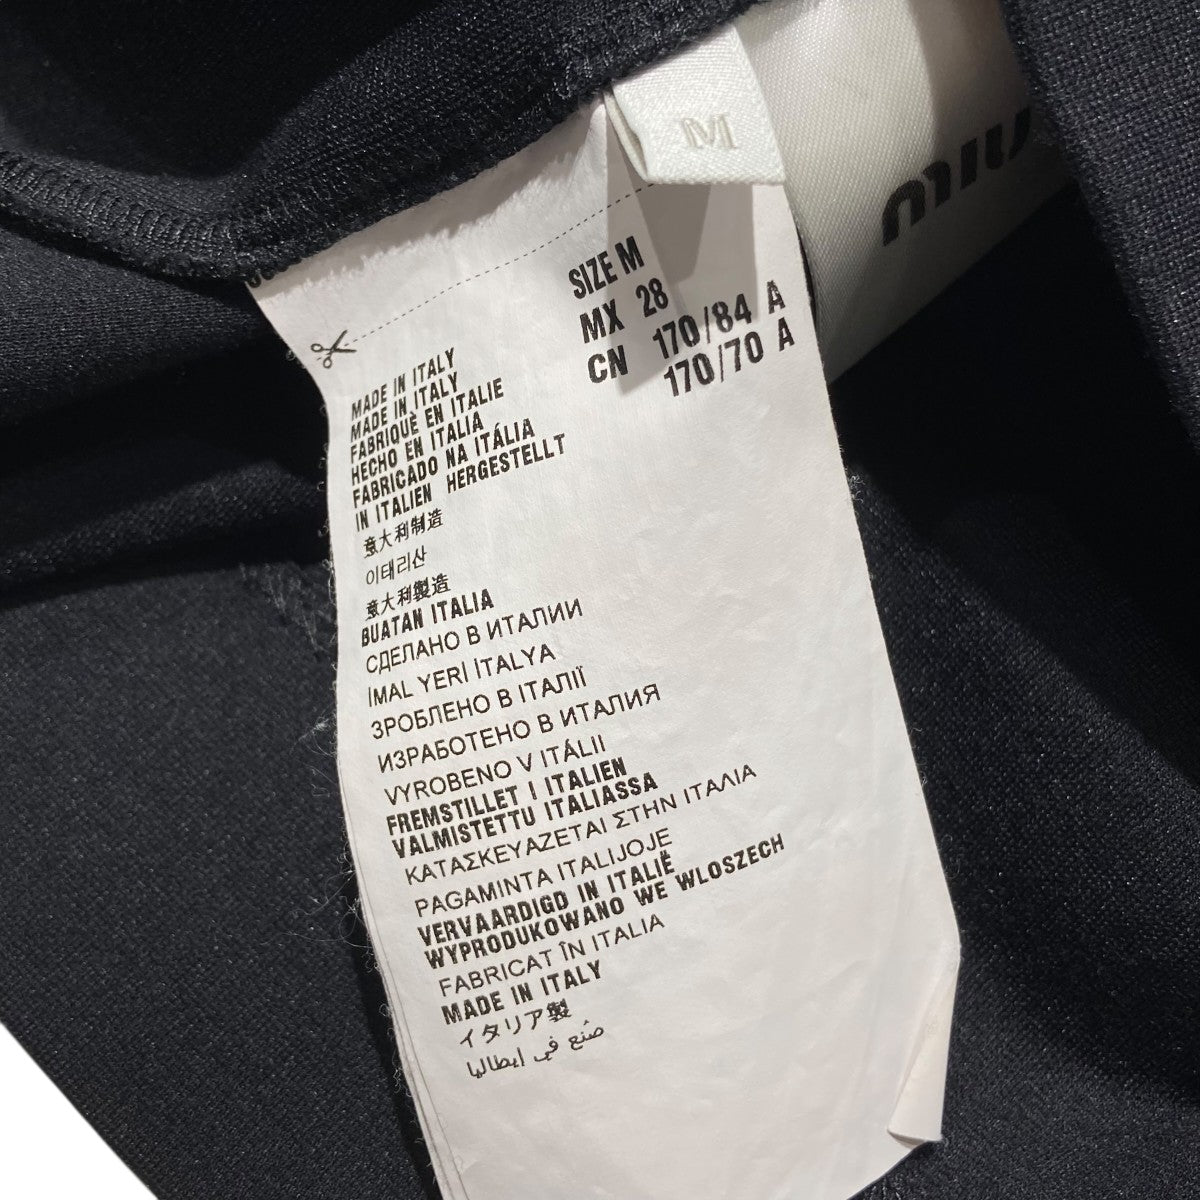 M
miu
SIZE M
MX 28
CN 170/84 A
170/70 A
MADE IN ITALY
MADE IN ITALY
FABRIQUÈ EN ITALIE
HECHO EN ITALIA
FABRICADO NA ITÁLIA
IN ITALIEN HERGESTELLT
意大利制造
이태리산
意大利製造
BUATAN ITALIA
СДЕЛАНО В ИТАЛИИ
İMAL YERİ İTALYA
ЗРОБЛЕНО В ІТАЛІЇ
ИЗРАБОТЕНО В ИТАЛИЯ
VYROBENO V ITÁLII
FREMSTILLET I ITALIEN
VALMISTETTU ITALIASSA
ΚΑΤΑΣΚΕΥΑΖΕΤΑΙ ΣΤΗΝ ΙΤΑΛΙΑ
PAGAMINTA ITALIJOJE
VERVAARDIGD IN ITALIË
WYPRODUKOWANO WE WLOSZECH
FABRICAT ÎN ITALIA
MADE IN ITALY
イタリア製
صُنع في إيطاليا